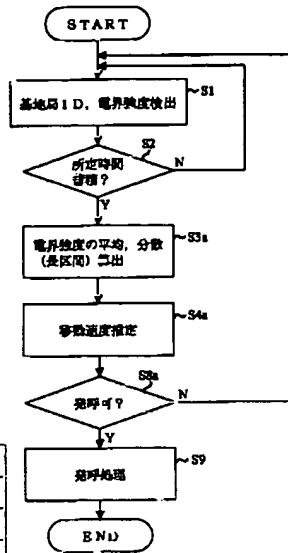 START
基地局ID，電界強度検出
S1
S2
所定時間
蓄積？
N
Y
電界強度の平均，分散
(長区間)算出
S3a
移動速度推定
S4a
S8a
発呼可？
N
Y
発呼処理
S9
END